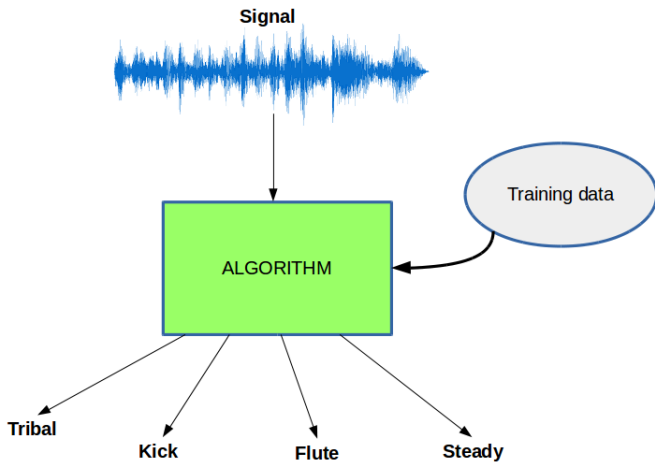 Signal
Training data
ALGORITHM
Tribal
Kick
Flute
Steady